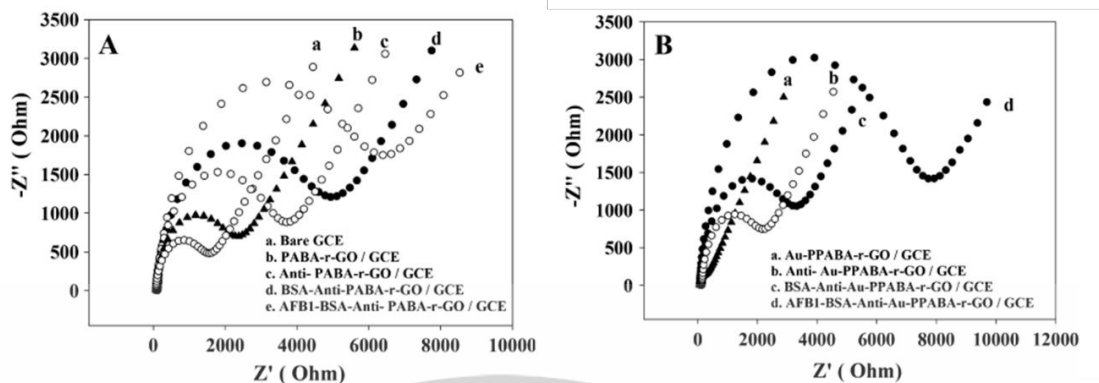 A
-Z" ( Ohm)
3500
3000
2500
2000
1500
1000
500
0
a
b
c
d
e
a. Bare GCE
b. PABA-r-GO / GCE
c. Anti- PABA-r-GO / GCE
d. BSA-Anti-PABA-r-GO / GCE
e. AFB1-BSA-Anti- PABA-r-GO / GCE
0 2000 4000 6000 8000 10000
Z' ( Ohm)
B
-Z" ( Ohm)
3500
3000
2500
2000
1500
1000
500
0
a
b
c
d
a. Au-PPABA-r-GO / GCE
b. Anti- Au-PPABA-r-GO / GCE
c. BSA-Anti-Au-PPABA-r-GO / GCE
d. AFB1-BSA-Anti-Au-PPABA-r-GO / GCE
0 2000 4000 6000 8000 10000 12000
Z' ( Ohm)